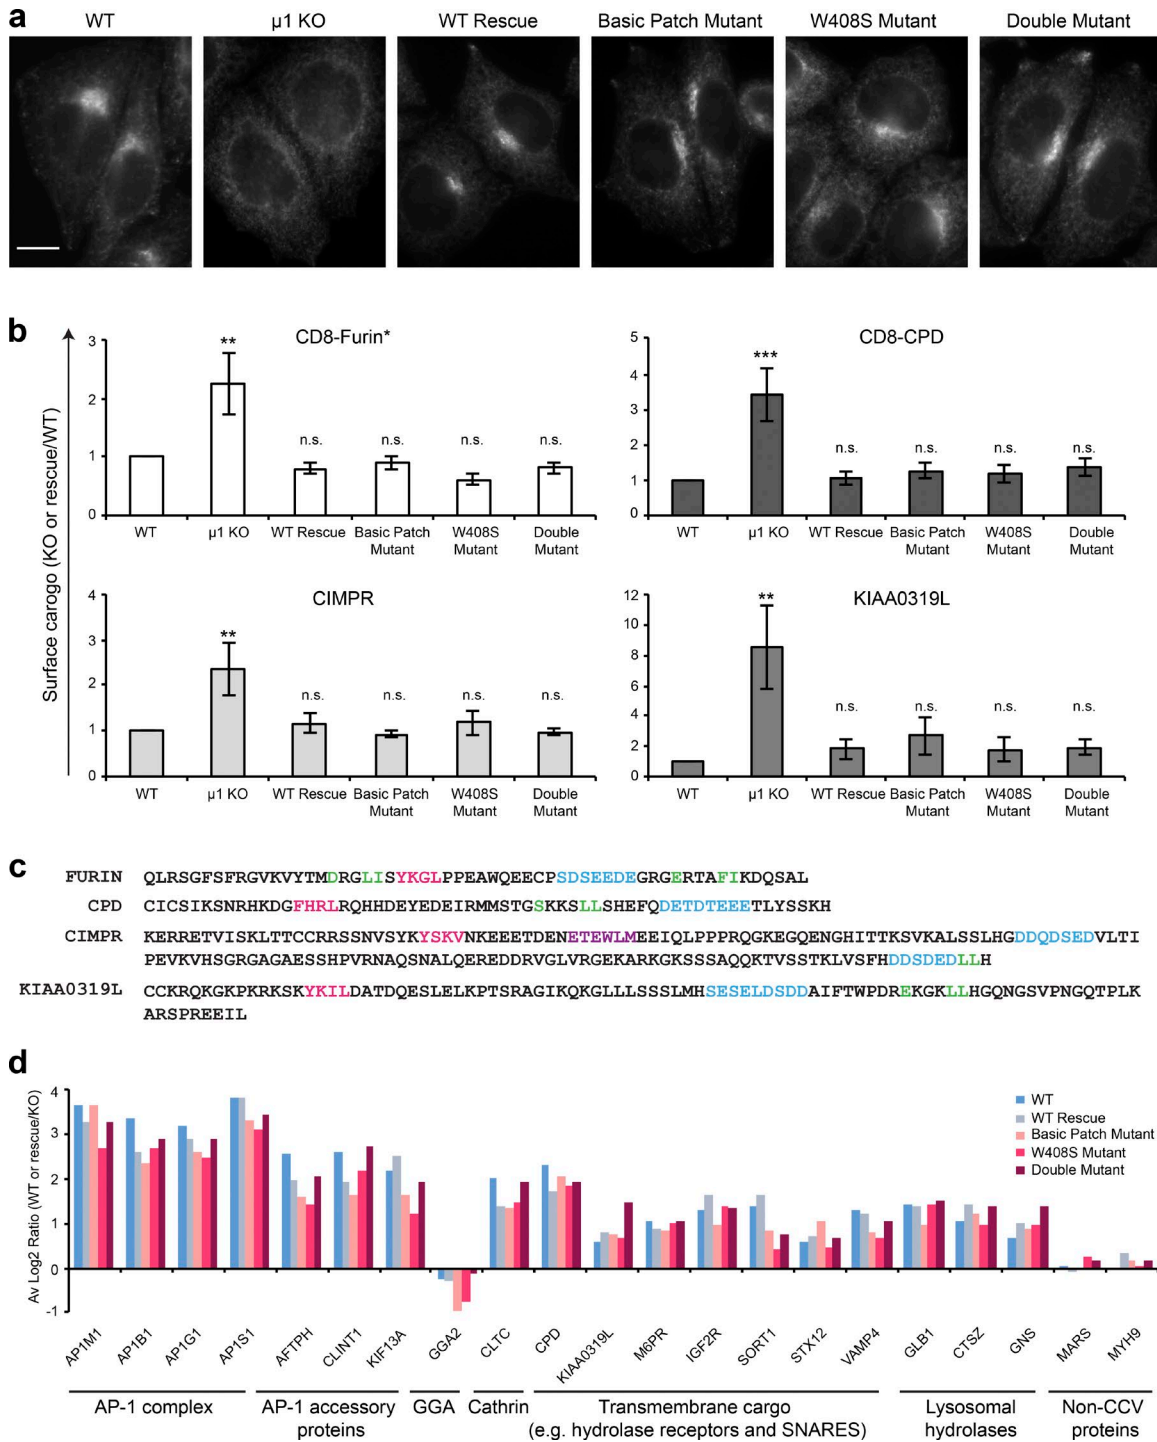 a
WT
µ1 KO
WT Rescue
Basic Patch Mutant
W408S Mutant
Double Mutant
b
Surface carogo (KO or rescue/WT)
CD8-Furin*
3
2
1
0
**
n.s.
n.s.
n.s.
n.s.
WT
µ1 KO
WT Rescue
Basic Patch
Mutant
W408S
Mutant
Double
Mutant
CD8-CPD
5
4
3
2
1
0
***
n.s.
n.s.
n.s.
n.s.
WT
µ1 KO
WT Rescue
Basic Patch
Mutant
W408S
Mutant
Double
Mutant
CIMPR
4
3
2
1
0
**
n.s.
n.s.
n.s.
n.s.
WT
µ1 KO
WT Rescue
Basic Patch
Mutant
W408S
Mutant
Double
Mutant
KIAA0319L
12
10
8
6
4
2
0
**
n.s.
n.s.
n.s.
n.s.
WT
µ1 KO
WT Rescue
Basic Patch
Mutant
W408S
Mutant
Double
Mutant
c
FURIN QLRSGFSFRGVKVYTMDRGLISYKGLPPEAWQEECPSDSEEDEGRGERTAFIKDQSAL
CPD CICSIKSNRHKDGFHRLRQHHDEYEDEIRMMSTGSKKSLLSHEFQDETDTEEETLYSSKH
CIMPR KERRETVISKLTTCCRRSSNVSYKYSKVNKEEETDENETEWLMEEIQLPPPRQGKEGQENGHITTKSVKALSSLHGDDQDSEDVLTI
PEVKVHSGRGAGAESSHPVRNAQSNALQEREDDRVGLVRGEKARKGKSSSAQQKTVSSTKLVSFHDDSDEDLLH
KIAA0319L CCKRQKGKPKRKSKYKILDATDQESLELKPTSRAGIKQKGLLLSSSLMHSESELDSDDAIFTWPDREKGKLLHGQNGSVPNGQTPLK
ARSPREEIL
d
Av Log2 Ratio (WT or rescue/KO)
4
3
2
1
0
-1
WT
WT Rescue
Basic Patch Mutant
W408S Mutant
Double Mutant
AP1M1
AP1B1
AP1G1
AP1S1
AFTPH
CLINT1
KIF13A
GGA2
CLTC
CPD
KIAA0319L
M6PR
IGF2R
SORT1
STX12
VAMP4
GLB1
CTSZ
GNS
MARS
MYH9
AP-1 complex
AP-1 accessory
proteins
GGA
Cathrin
Transmembrane cargo
(e.g. hydrolase receptors and SNARES)
Lysosomal
hydrolases
Non-CCV
proteins